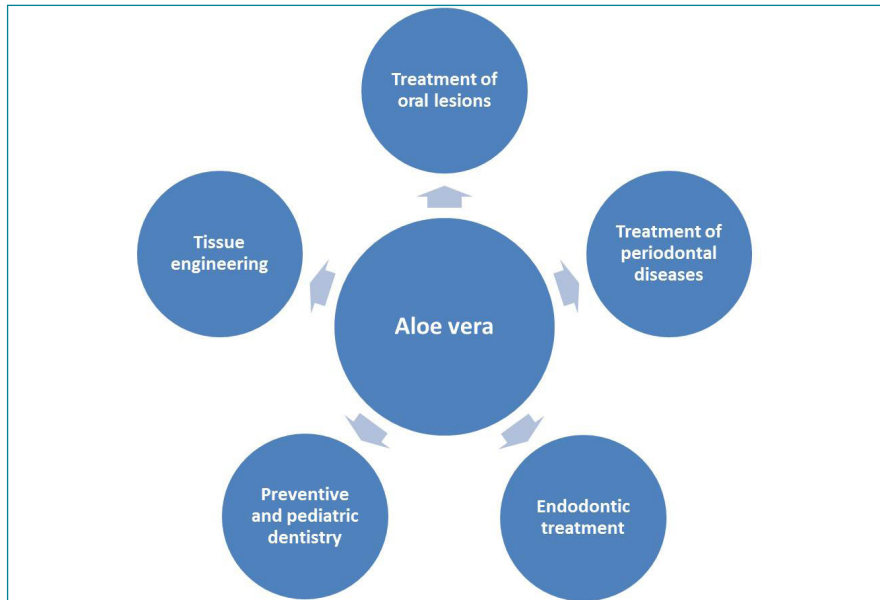 Treatment of
oral lesions
Tissue
engineering
Treatment of
periodontal
diseases
Aloe vera
Preventive
and pediatric
dentistry
Endodontic
treatment